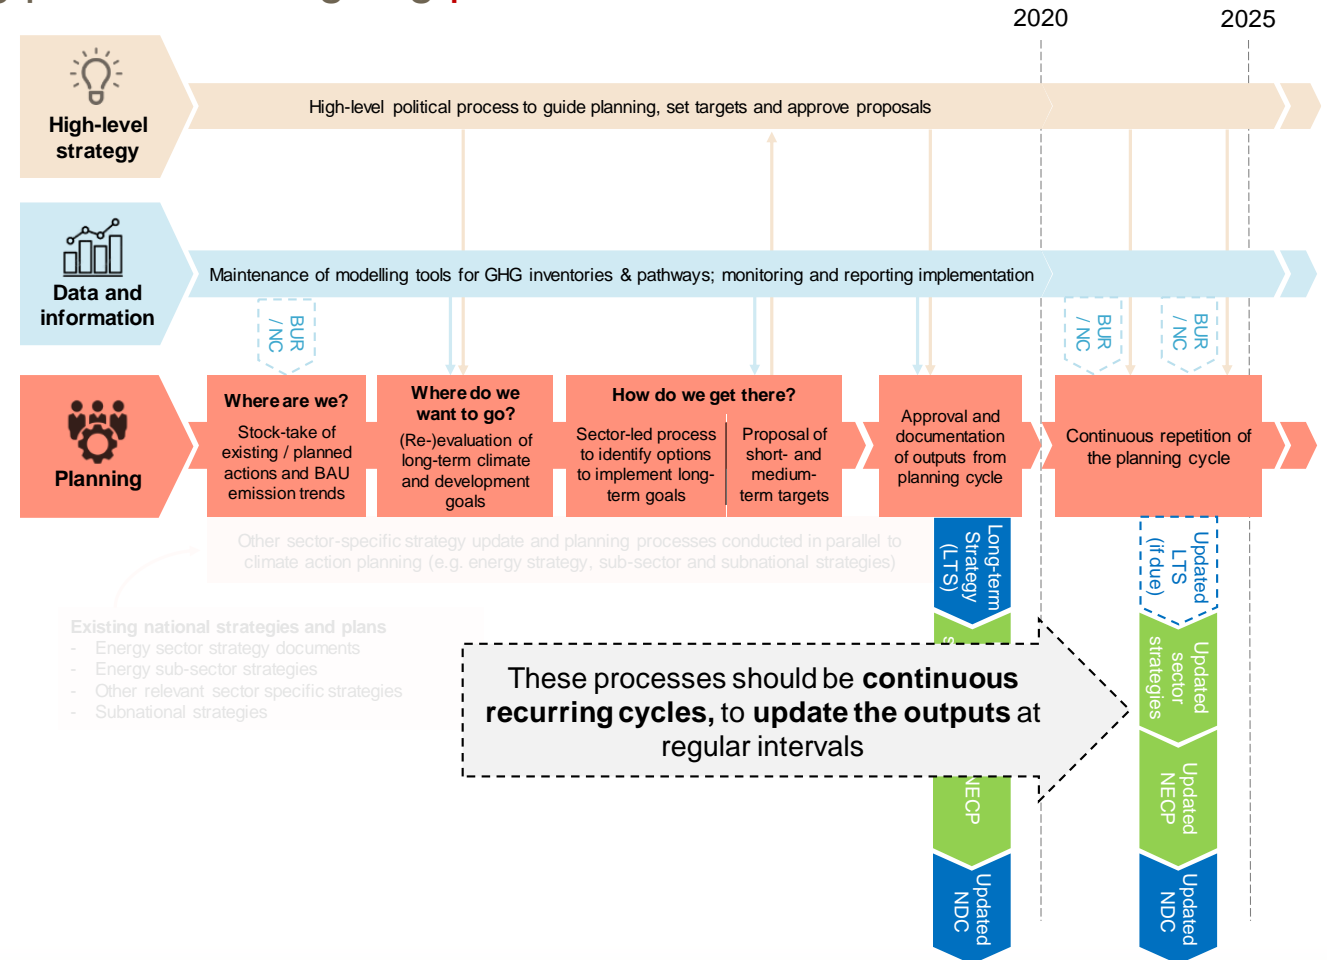 2020
2025
High-level
strategy
High-level political process to guide planning, set targets and approve proposals
Data and
information
Maintenance of modelling tools for GHG inventories & pathways; monitoring and reporting implementation
BUR
/ NC
BUR
/ NC
BUR
/ NC
Planning
Where are we?
Stock-take of
existing / planned
actions and BAU
emission trends
Where do we
want to go?
(Re-)evaluation of
long-term climate
and development
goals
How do we get there?
Sector-led process
to identify options
to implement long-
term goals
Proposal of
short- and
medium-
term targets
Approval and
documentation
of outputs from
planning cycle
Continuous repetition of
the planning cycle
Other sector-specific strategy update and planning processes conducted in parallel to
climate action planning (e.g. energy strategy, sub-sector and subnational strategies)
Existing national strategies and plans
- Energy sector strategy documents
- Energy sub-sector strategies
- Other relevant sector specific strategies
- Subnational strategies
Long-term
Strategy
(LTS)
NECP
Updated
NDC
Updated
LTS
(if due)
Updated
sector
strategies
Updated
NECP
Updated
NDC
These processes should be continuous
recurring cycles, to update the outputs at
regular intervals